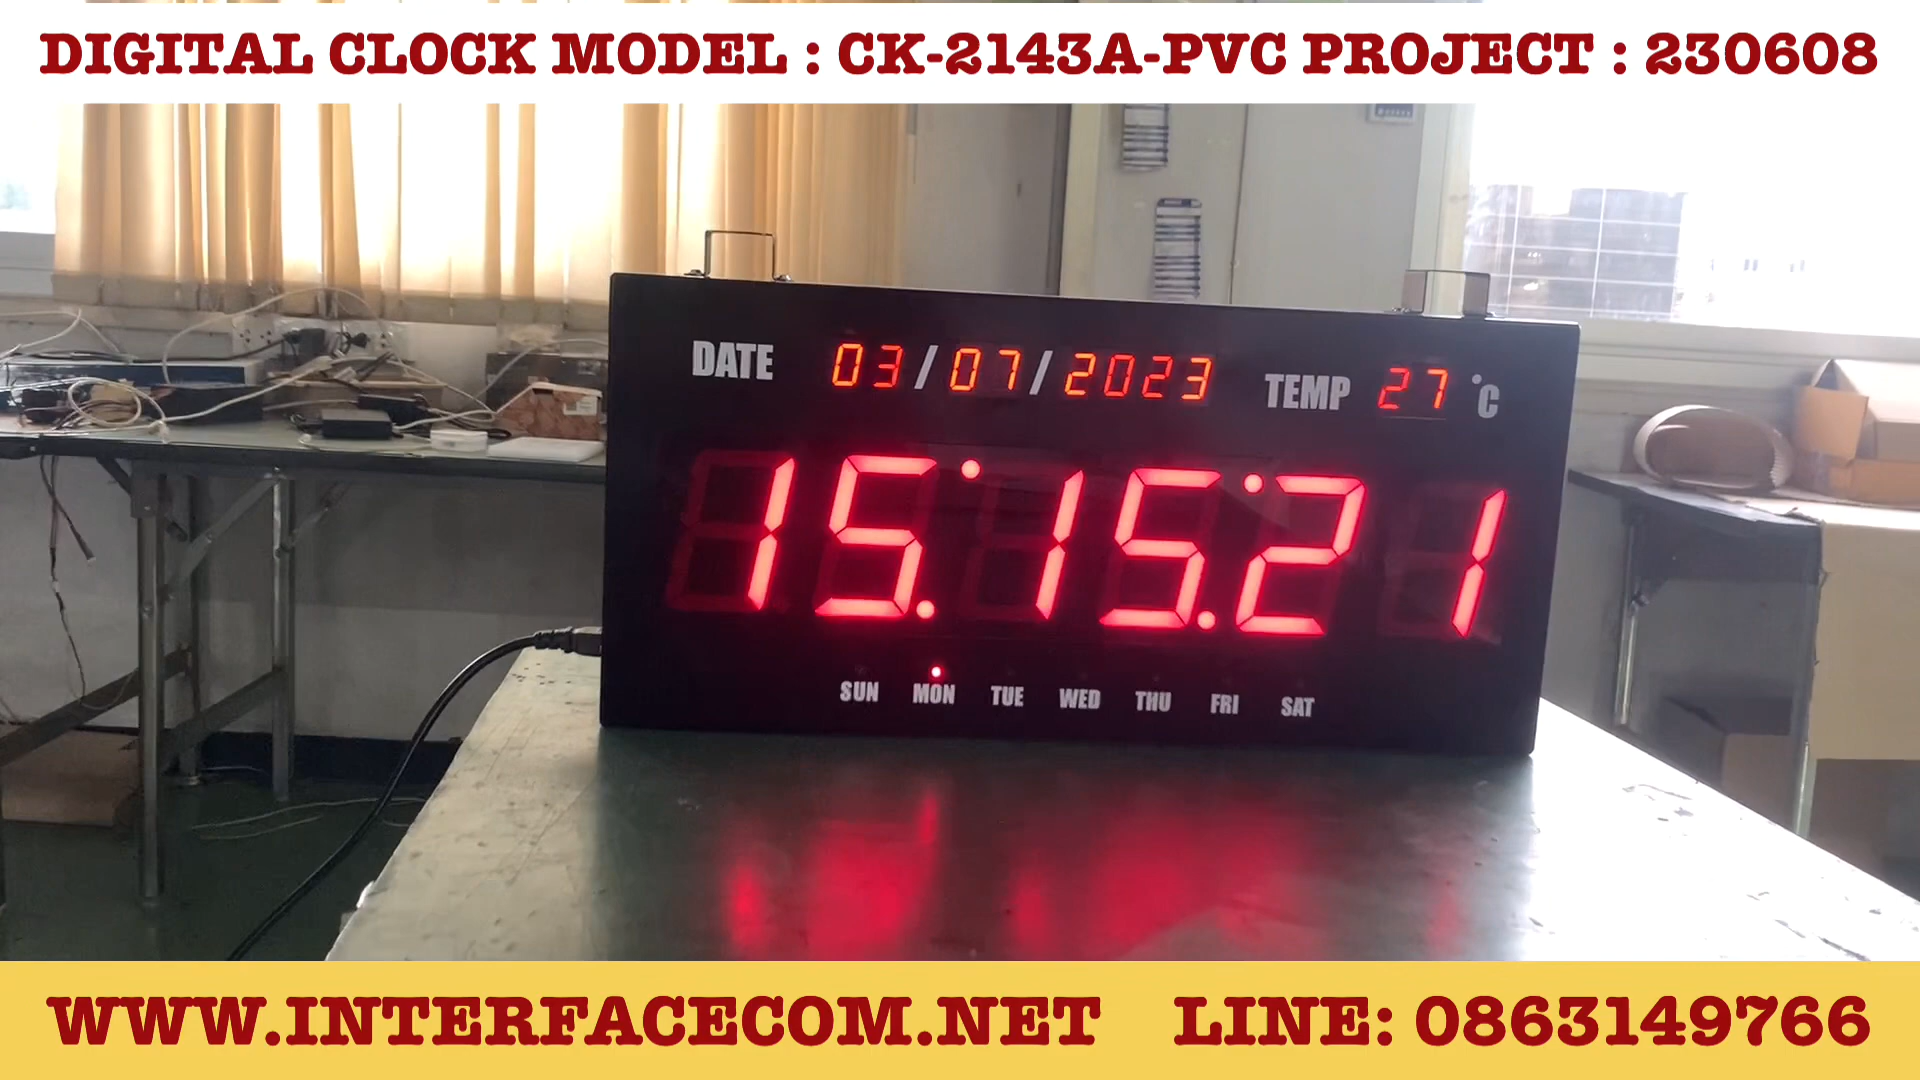 DIGITAL CLOCK MODEL : CK-2143A-PVC PROJECT : 230608
DATE 03/07/2023 TEMP 27 °C
15:15:21
SUN MON TUE WED THU FRI SAT
WWW.INTERFACECOM.NET LINE: 0863149766